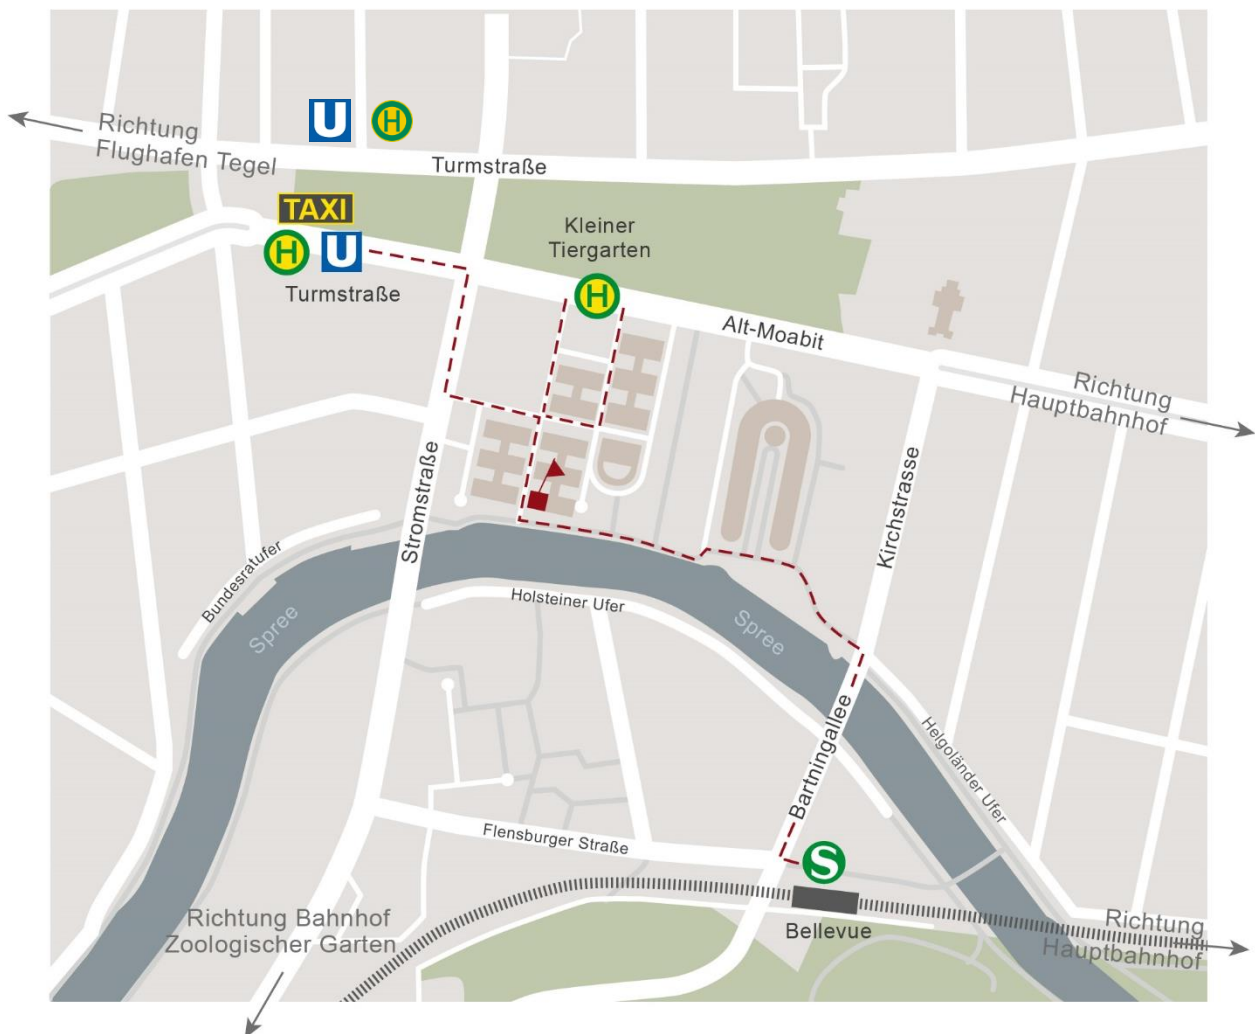 U
H
Richtung
Flughafen Tegel
Turmstraße
TAXI
H
U
Turmstraße
Kleiner
Tiergarten
H
Alt-Moabit
Richtung
Hauptbahnhof
Stromstraße
Kirchstrasse
Bundesratufer
Spree
Holsteiner Ufer
Spree
Bartningallee
Helgoländer Ufer
Flensburger Straße
S
Bellevue
Richtung Bahnhof
Zoologischer Garten
Richtung
Hauptbahnhof